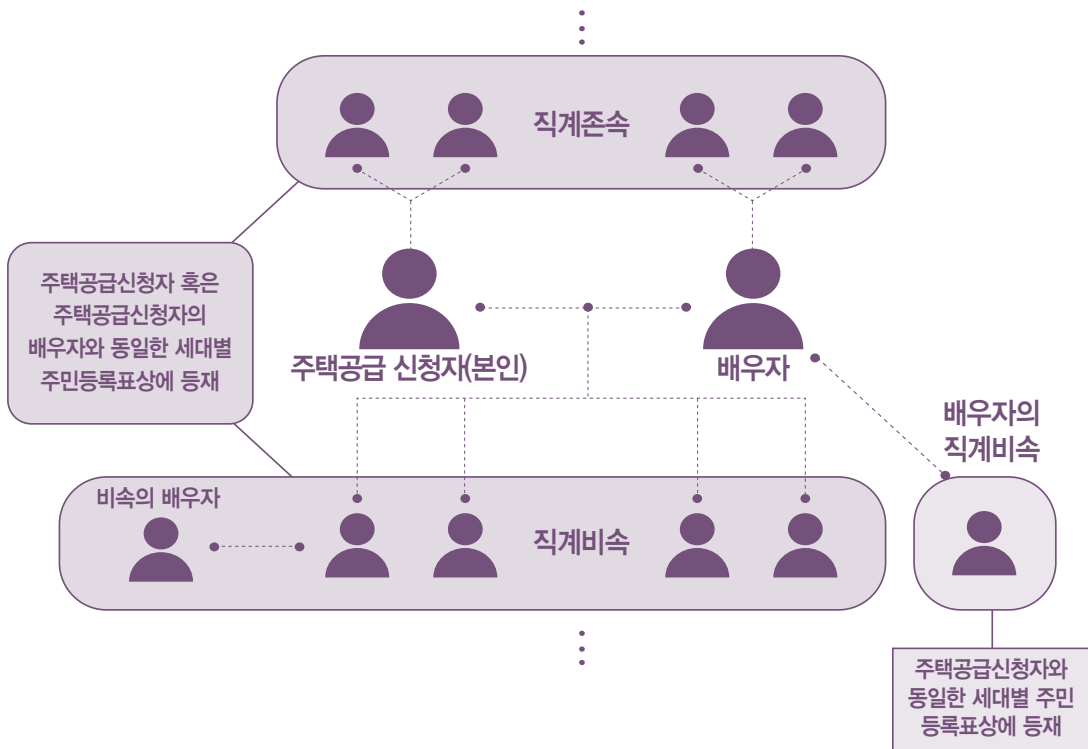 직계존속
주택공급신청자 혹은
주택공급신청자의
배우자와 동일한 세대별
주민등록표상에 등재
주택공급 신청자(본인)
배우자
배우자의
직계비속
비속의 배우자
직계비속
주택공급신청자와
동일한 세대별 주민
등록표상에 등재